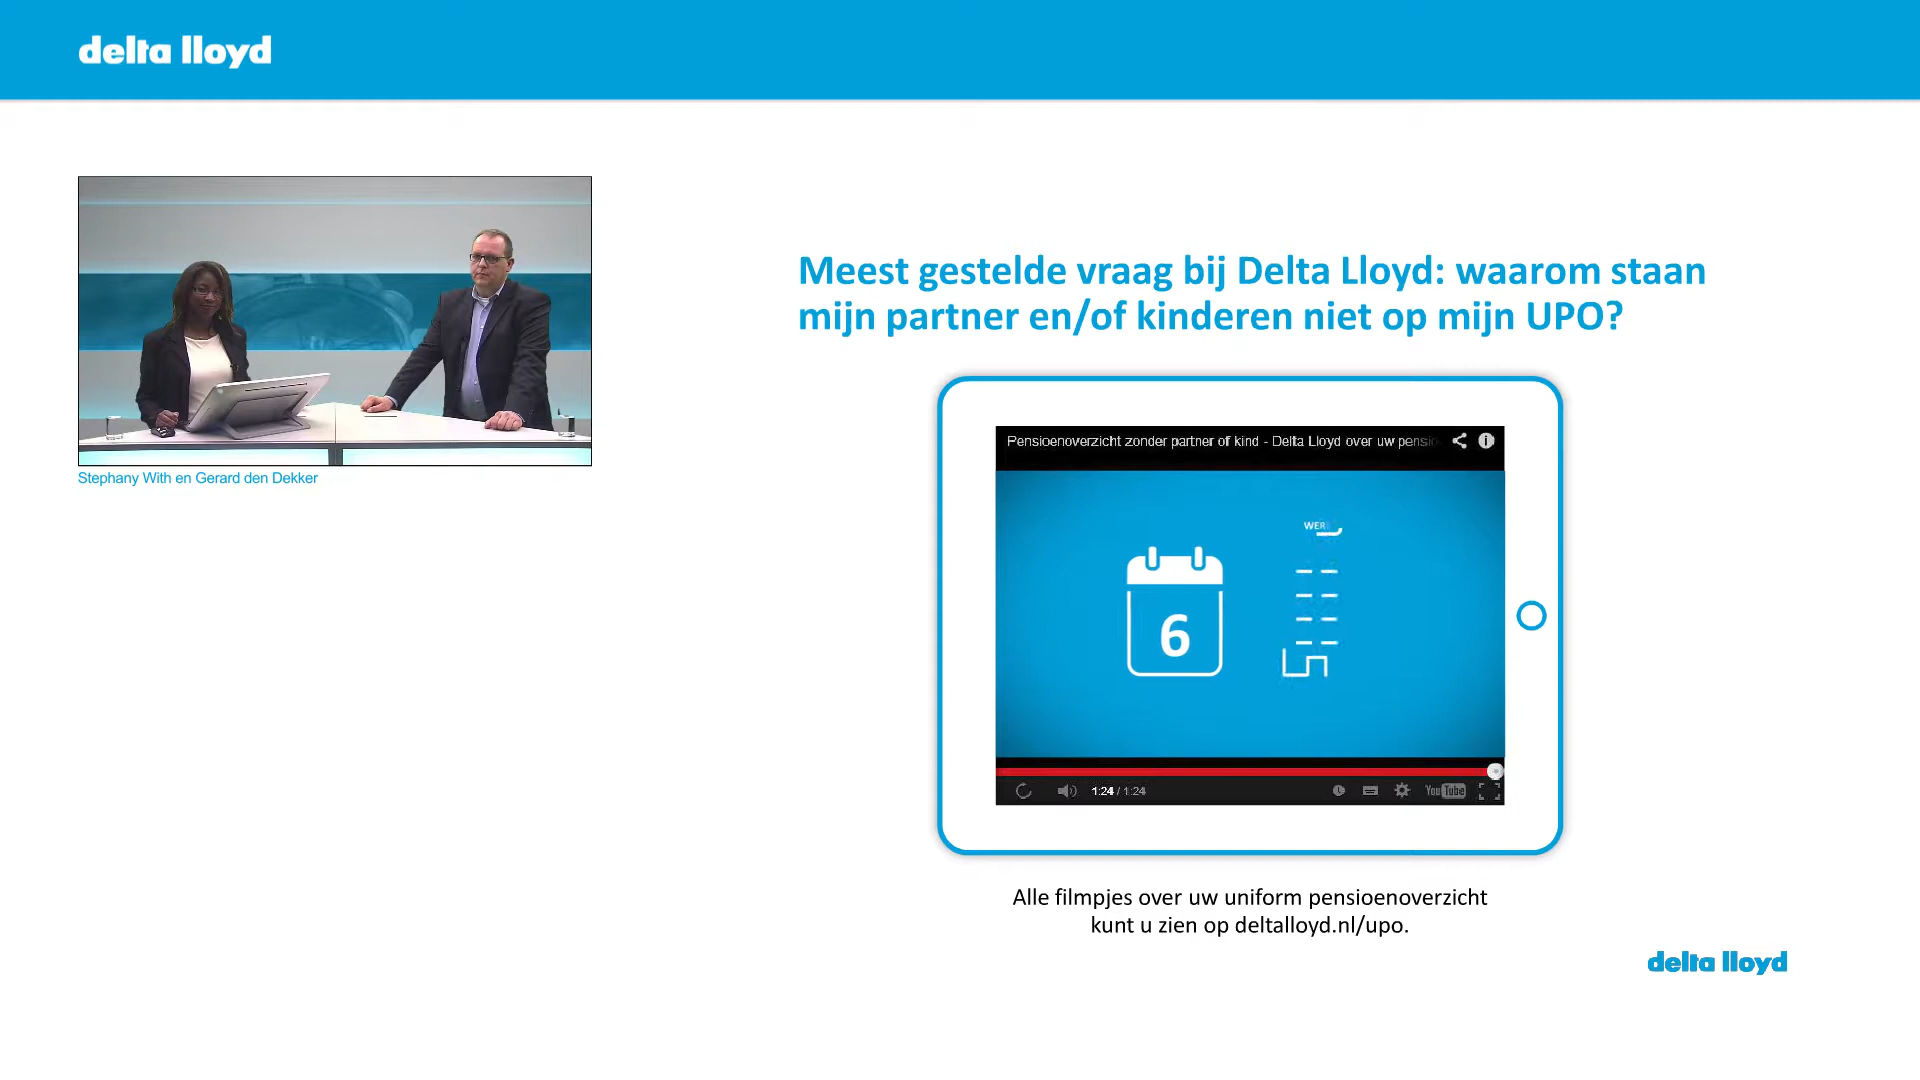 delta lloyd
Stephany With en Gerard den Dekker
Meest gestelde vraag bij Delta Lloyd: waarom staan
mijn partner en/of kinderen niet op mijn UPO?
Pensioenoverzicht zonder partner of kind - Delta Lloyd over uw pensio
WER
6
1:24 / 1:24
YouTube
Alle filmpjes over uw uniform pensioenoverzicht
kunt u zien op deltalloyd.nl/upo.
delta lloyd